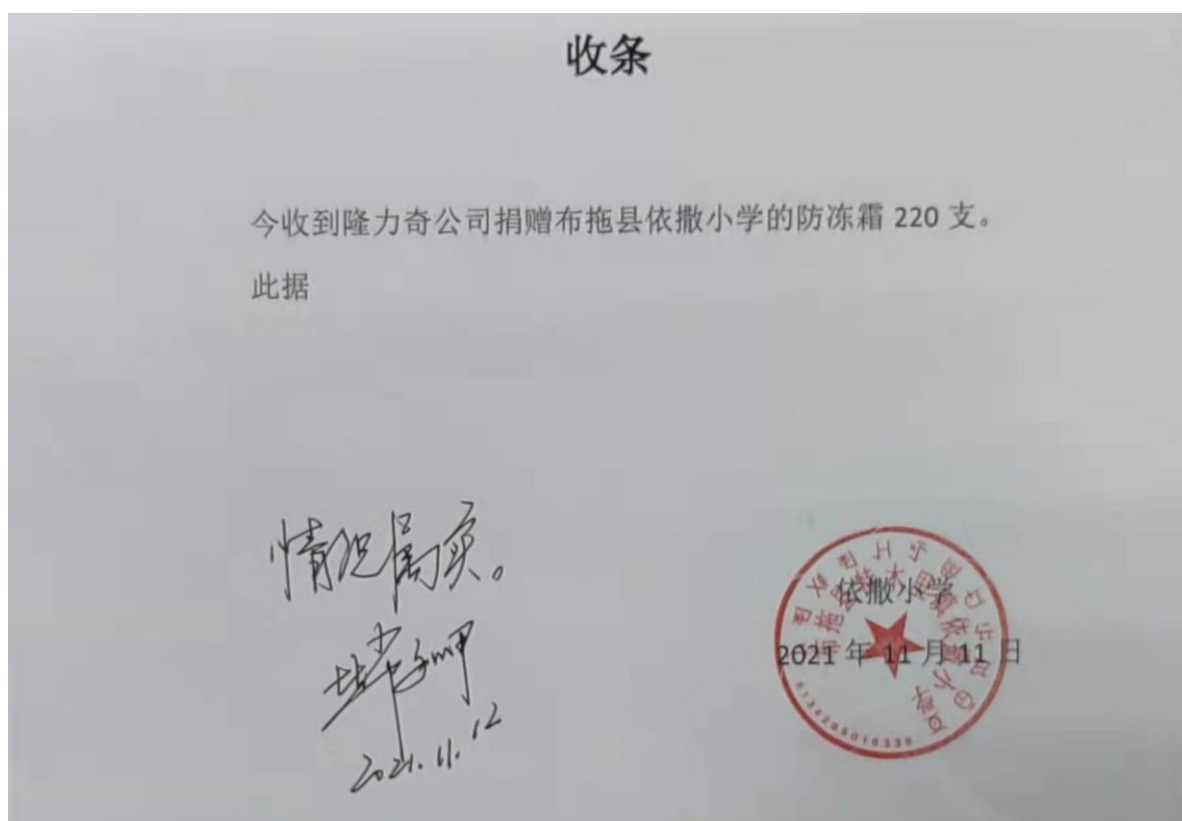 收条
今收到隆力奇公司捐赠布拖县依撒小学的防冻霜 220 支。
此据
情况属实。
2021.11.12
依撒小学
2021 年 11 月 11 日